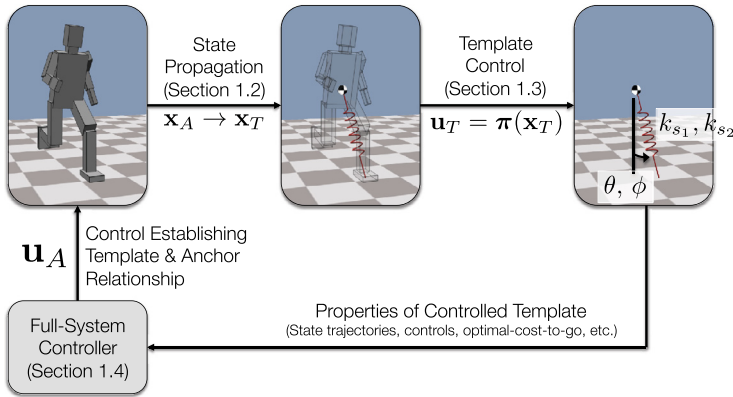 State
Propagation
(Section 1.2)
x_A → x_T
Template
Control
(Section 1.3)
u_T = π(x_T)
k_{s_1}, k_{s_2}
θ, ϕ
u_A
Control Establishing
Template & Anchor
Relationship
Full-System
Controller
(Section 1.4)
Properties of Controlled Template
(State trajectories, controls, optimal-cost-to-go, etc.)